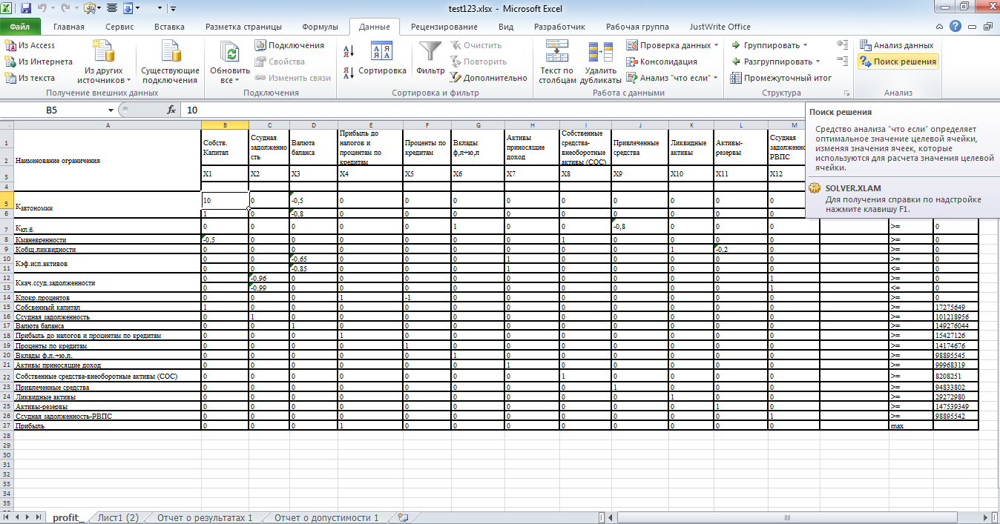 test123.xlsx - Microsoft Excel
Файл Главная Сервис Вставка Разметка страницы Формулы Данные Рецензирование Вид Разработчик Рабочая группа JustWrite Office
Из Access
Из Интернета
Из текста
Из других источников
Существующие подключения
Получение внешних данных
Обновить все
Подключения
Свойства
Изменить связи
Подключения
Сортировка
Фильтр
Очистить
Повторить
Дополнительно
Сортировка и фильтр
Текст по столбцам
Удалить дубликаты
Проверка данных
Консолидация
Анализ "что если"
Работа с данными
Группировать
Разгруппировать
Промежуточный итог
Структура
Анализ данных
Поиск решения
Анализ
B5 fx 10
Поиск решения
Средство анализа "что если" определяет
оптимальное значение целевой ячейки,
изменяя значения ячеек, которые
используются для расчета значения целевой
ячейки.
SOLVER.XLAM
Для получения справки по надстройке
нажмите клавишу F1.
A B C D E F G H I J K L M
1 2 Наименование ограничения
Собств. Капитал
Ссудная задолженно сть
Валюта баланса
Прибыль до налогов и процентам по кредитам
Проценты по кредитам
Вклады ф,л+ю,л
Активы приносящие доход
Собственные средства-внеоборотные активы (СОС)
Привлеченные средства
Ликвидные активы
Активы-резервы
Ссудная задолженно РВПС
3 X1 X2 X3 X4 X5 X6 X7 X8 X9 X10 X11 X12
4
5 Кавтономии 10 0 -0,5 0 0 0 0 0 0 0 0 0
6 1 0 -0,8 0 0 0 0 0 0 0 0 0
7 Ккл.б. 0 0 0 0 0 1 0 0 -0,8 0 0 0 >= 0
8 Кманевренности -0,5 0 0 0 0 0 0 1 0 0 0 0 >= 0
9 Кобщ.ликвидности 0 0 0 0 0 0 0 0 0 1 -0,2 0 >= 0
10 Кэф.исп.активов 0 0 -0,65 0 0 0 1 0 0 0 0 0 >= 0
11 0 0 -0,85 0 0 0 1 0 0 0 0 0 <= 0
12 Ккач.ссуд.задолженности 0 -0,96 0 0 0 0 0 0 0 0 0 1 >= 0
13 0 -0,99 0 0 0 0 0 0 0 0 0 1 <= 0
14 Кпокр.процентов 0 0 0 1 -1 0 0 0 0 0 0 0 >= 0
15 Собсвенный капитал 1 0 0 0 0 0 0 0 0 0 0 0 >= 17275649
16 Ссудная задолженность 0 1 0 0 0 0 0 0 0 0 0 0 >= 101218956
17 Валюта баланса 0 0 1 0 0 0 0 0 0 0 0 0 >= 149276044
18 Прибыль до налогов и процентам по кредитам 0 0 0 1 0 0 0 0 0 0 0 0 >= 15427126
19 Проценты по кредитам 0 0 0 0 1 0 0 0 0 0 0 0 >= 14174676
20 Вклады ф,л.+ю,л. 0 0 0 0 0 1 0 0 0 0 0 0 >= 98895545
21 Активы приносящие доход 0 0 0 0 0 0 1 0 0 0 0 0 >= 99968319
22 Собственные средства-внеоборотные активы (СОС) 0 0 0 0 0 0 0 1 0 0 0 0 >= 8208251
23 Привлеченные средства 0 0 0 0 0 0 0 0 1 0 0 0 >= 94833802
24 Ликвидные активы 0 0 0 0 0 0 0 0 0 1 0 0 >= 29272980
25 Активы-резервы 0 0 0 0 0 0 0 0 0 0 1 0 >= 147539349
26 Ссудная задолженность-РВПС 0 0 0 0 0 0 0 0 0 0 0 1 >= 98895542
27 Прибыль 0 0 0 1 0 0 0 0 0 0 0 0 max
28
29
30
31
32
33
34
35
profit_ Лист1 (2) Отчет о результатах 1 Отчет о допустимости 1